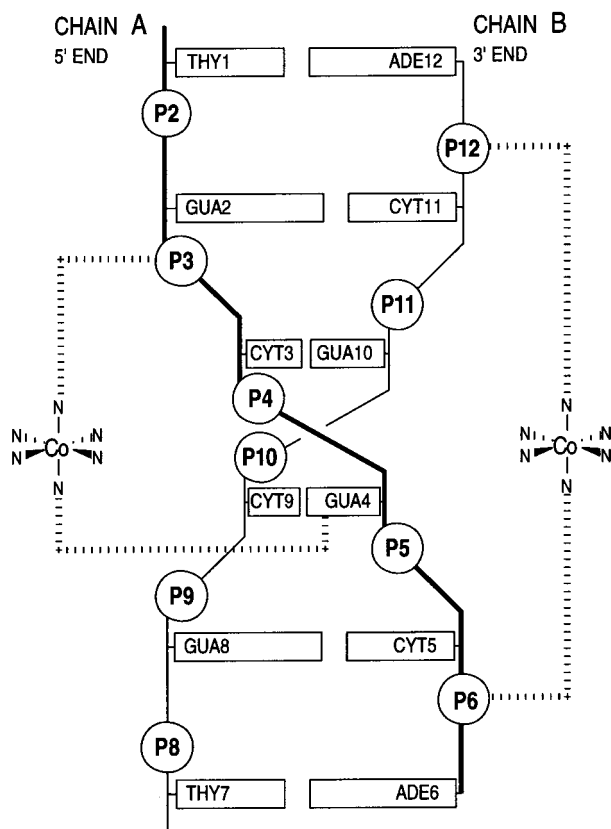 CHAIN A CHAIN B
5' END 3' END
THY1 ADE12
P2
P12
GUA2 CYT11
P3
P11
CYT3 GUA10
P4
N N
N N N N
Co Co
P10
N N N N
N N
CYT9 GUA4
P5
P9
GUA8 CYT5
P6
P8
THY7 ADE6